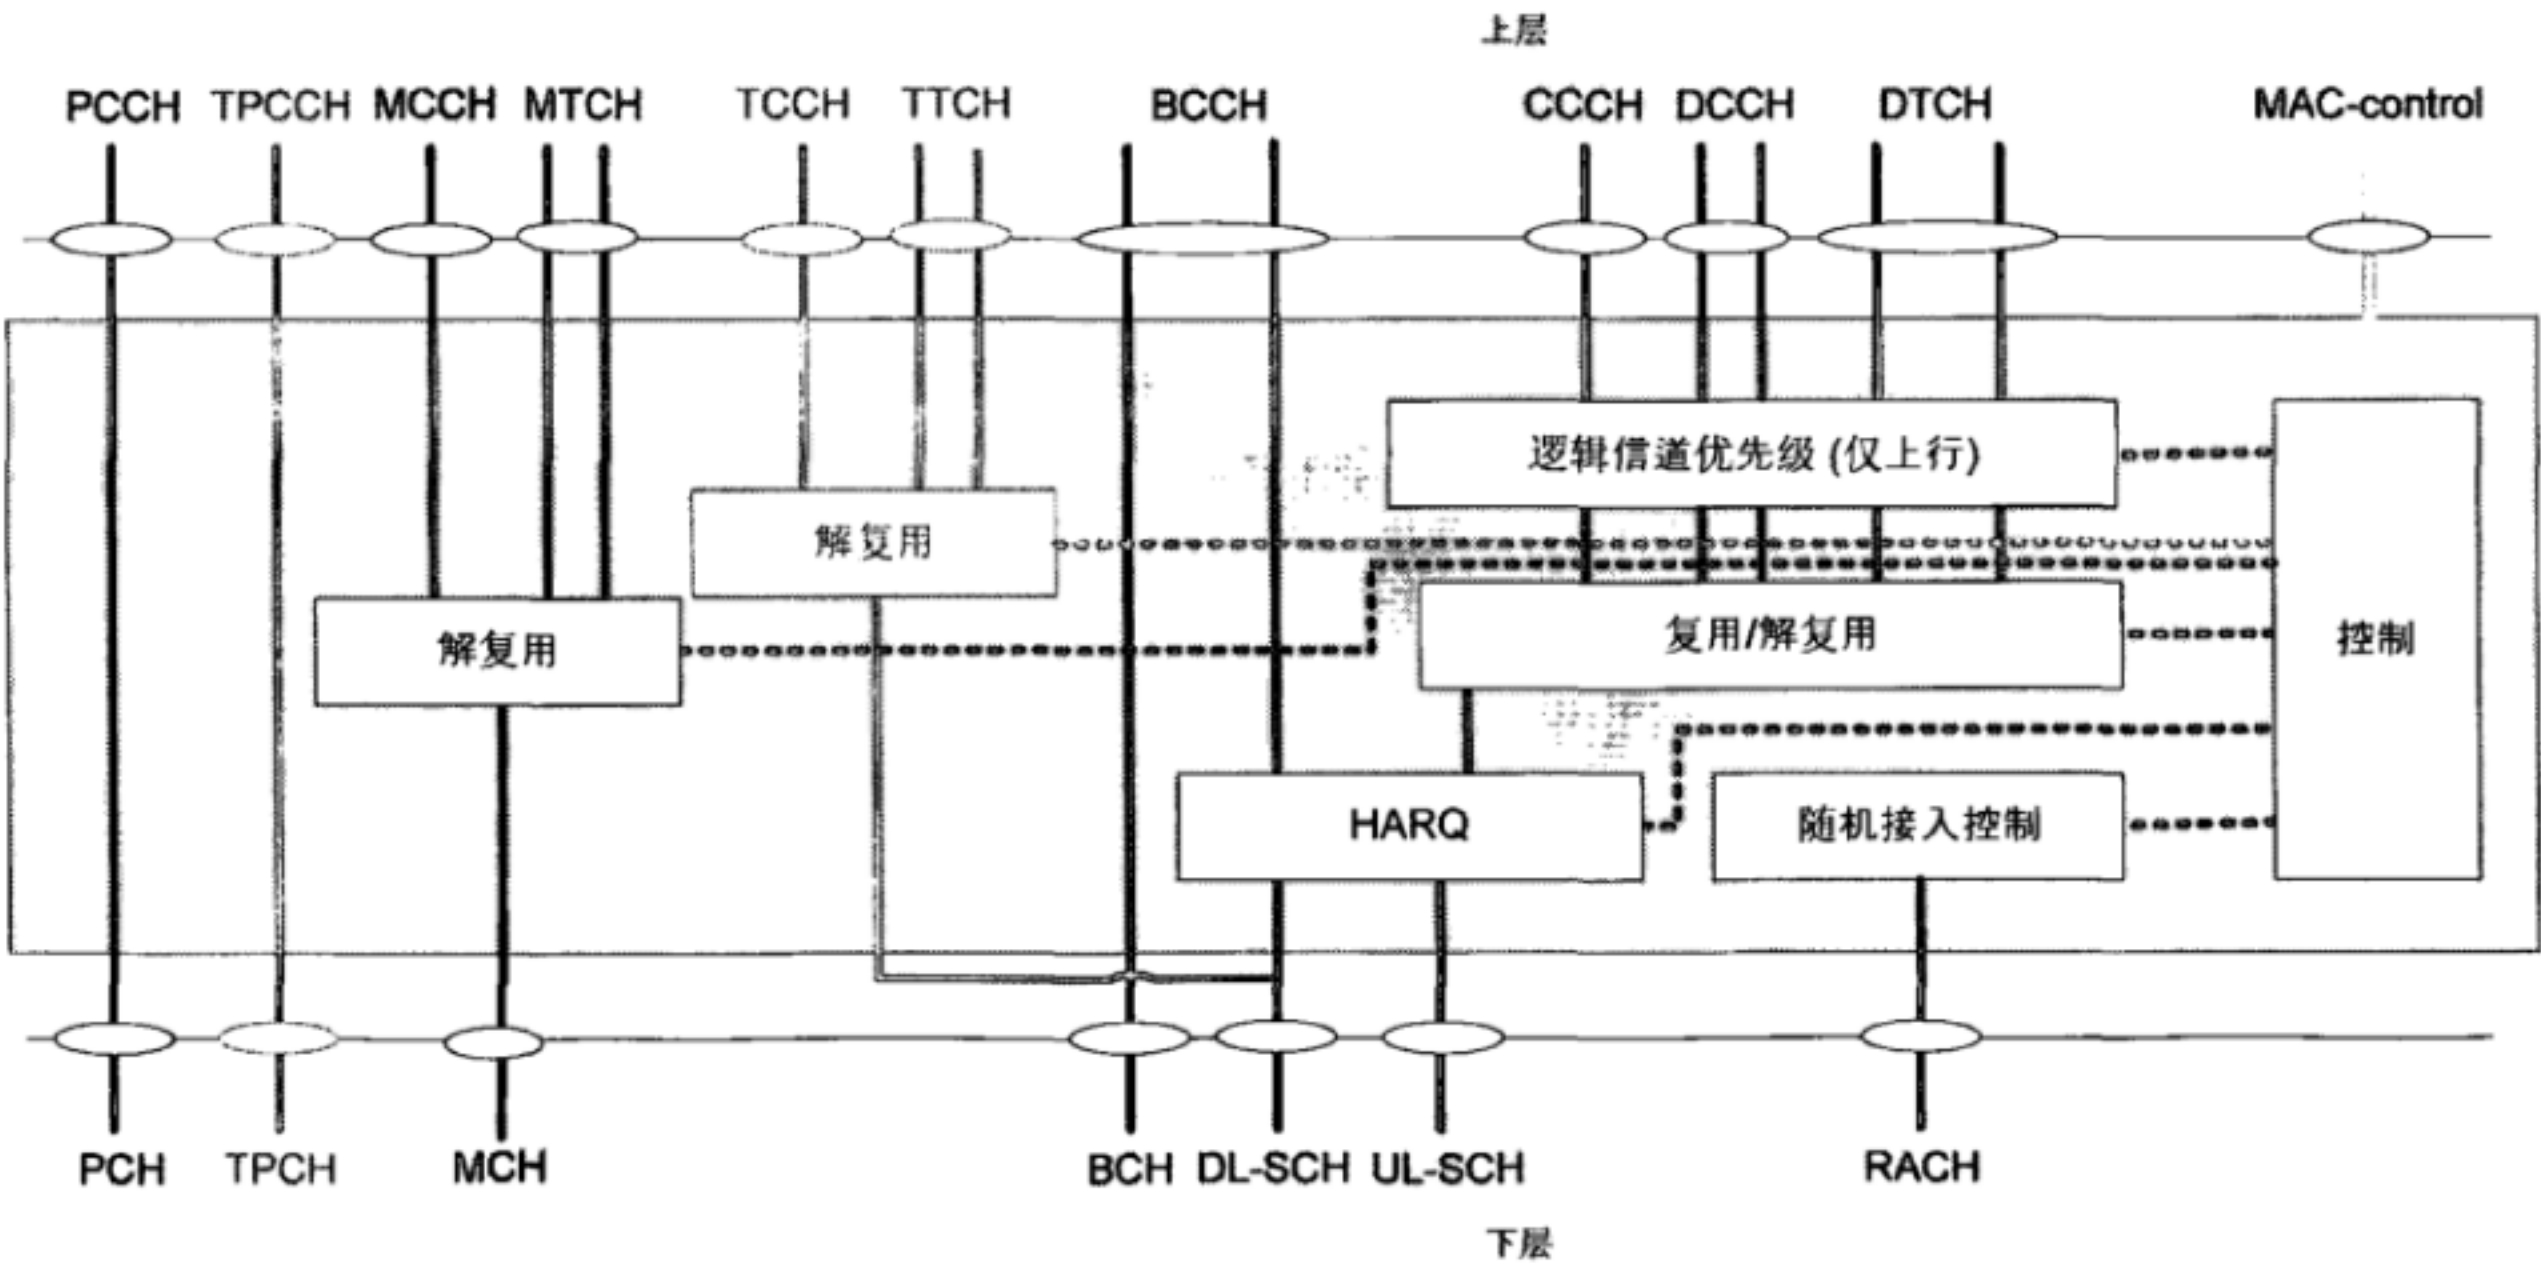 上层
PCCH TPCCH MCCH MTCH TCCH TTCH BCCH CCCH DCCH DTCH MAC-control
逻辑信道优先级 (仅上行)
解复用
复用/解复用
控制
解复用
HARQ
随机接入控制
PCH TPCH MCH BCH DL-SCH UL-SCH RACH
下层